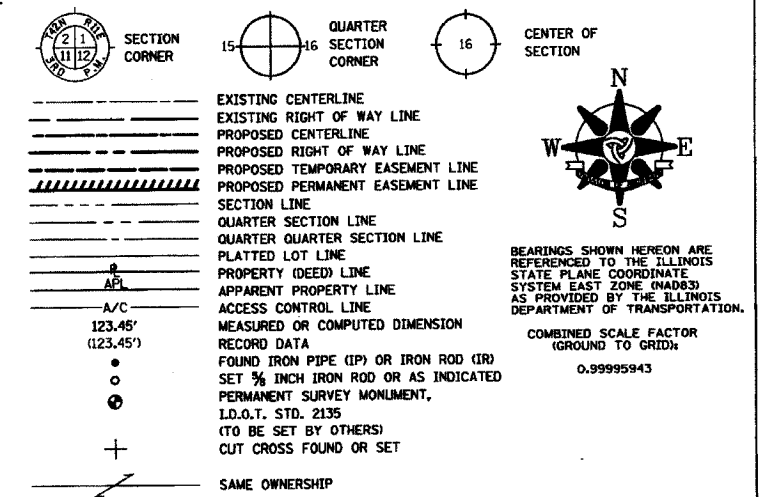 T42N R11E
2 1
11 12
3RD P.M.
SECTION
CORNER
15 16
QUARTER
SECTION
CORNER
16
CENTER OF
SECTION
EXISTING CENTERLINE
EXISTING RIGHT OF WAY LINE
PROPOSED CENTERLINE
PROPOSED RIGHT OF WAY LINE
PROPOSED TEMPORARY EASEMENT LINE
PROPOSED PERMANENT EASEMENT LINE
SECTION LINE
QUARTER SECTION LINE
QUARTER QUARTER SECTION LINE
PLATTED LOT LINE
PL PROPERTY (DEED) LINE
APL APPARENT PROPERTY LINE
A/C ACCESS CONTROL LINE
123.45' MEASURED OR COMPUTED DIMENSION
(123.45') RECORD DATA
FOUND IRON PIPE (IP) OR IRON ROD (IR)
SET 5/8 INCH IRON ROD OR AS INDICATED
PERMANENT SURVEY MONUMENT,
I.D.O.T. STD. 2135
(TO BE SET BY OTHERS)
CUT CROSS FOUND OR SET
SAME OWNERSHIP
N
W E
S
BEARINGS SHOWN HEREON ARE
REFERENCED TO THE ILLINOIS
STATE PLANE COORDINATE
SYSTEM EAST ZONE (NAD83)
AS PROVIDED BY THE ILLINOIS
DEPARTMENT OF TRANSPORTATION.
COMBINED SCALE FACTOR
(GROUND TO GRID):
0.99995943